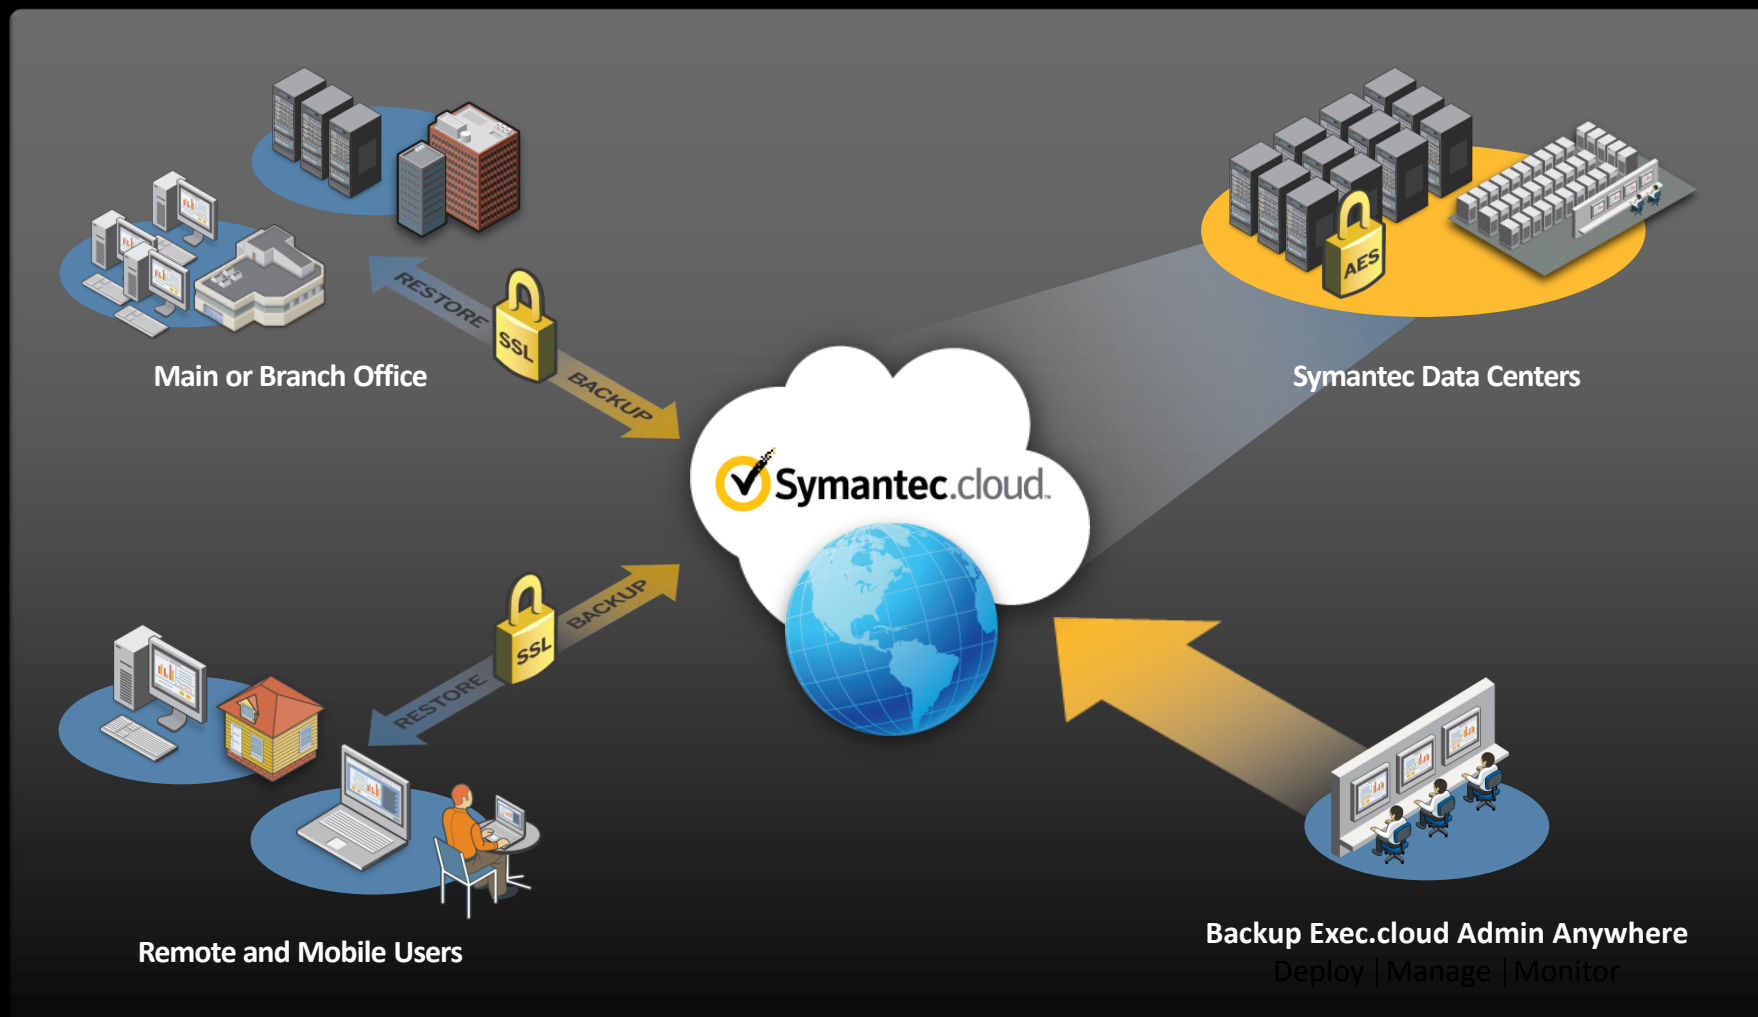 AES
RESTORE
SSL
BACKUP
Main or Branch Office
Symantec Data Centers
Symantec.cloud™
BACKUP
SSL
RESTORE
Remote and Mobile Users
Backup Exec.cloud Admin Anywhere
Deploy | Manage | Monitor